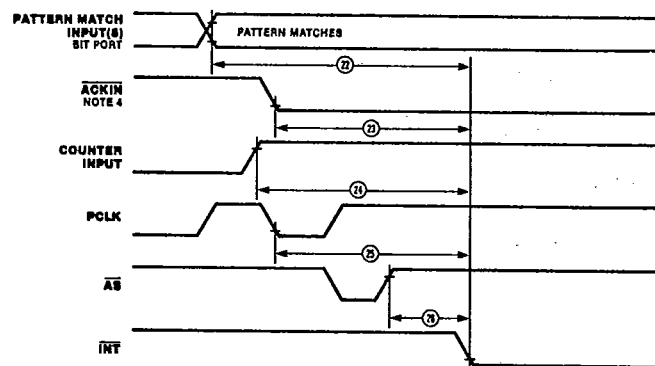 PATTERN MATCH
INPUT(S)
BIT PORT
PATTERN MATCHES
22
ACKIN
NOTE 4
23
COUNTER
INPUT
24
PCLK
25
AS
26
INT